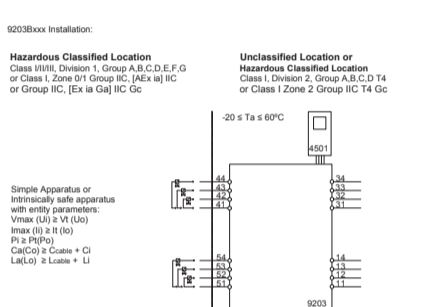 9203Bxxx Installation:
Hazardous Classified Location
Class I/II/III, Division 1, Group A,B,C,D,E,F,G
or Class I, Zone 0/1 Group IIC, [AEx ia] IIC
or Group IIC, [Ex ia Ga] IIC Gc
Unclassified Location or
Hazardous Classified Location
Class I, Division 2, Group A,B,C,D T4
or Class I Zone 2 Group IIC T4 Gc
-20 ≤ Ta ≤ 60ºC
4501
44
43
42
41
34
33
32
31
Simple Apparatus or
Intrinsically safe apparatus
with entity parameters:
Vmax (Ui) ≥ Vt (Uo)
Imax (Ii) ≥ It (Io)
Pi ≥ Pt(Po)
Ca(Co) ≥ Ccable + Ci
La(Lo) ≥ Lcable + Li
54
53
52
51
14
13
12
11
9203